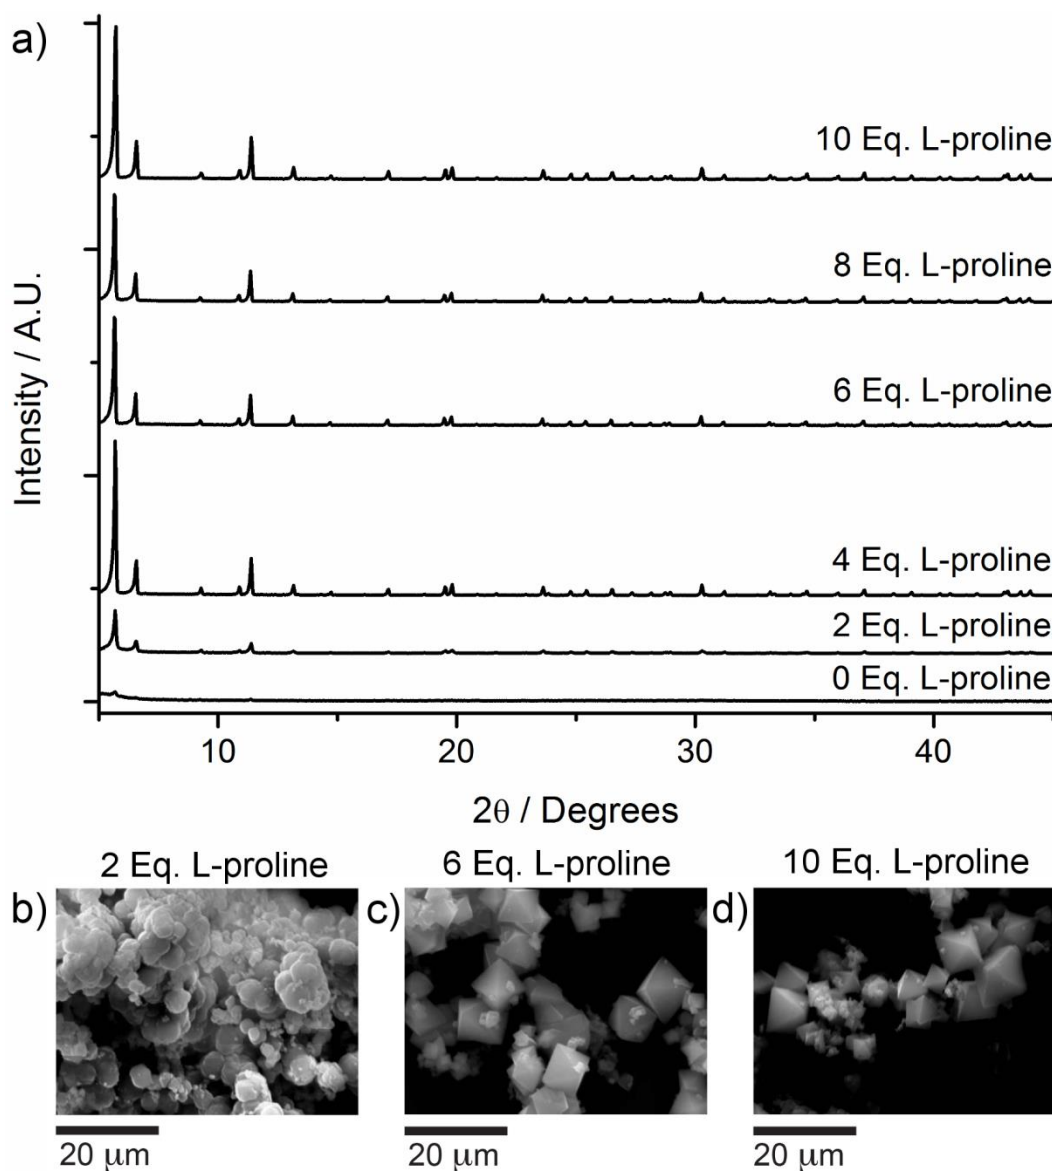 a)
10 Eq. L-proline
8 Eq. L-proline
6 Eq. L-proline
4 Eq. L-proline
2 Eq. L-proline
0 Eq. L-proline
Intensity / A.U.
10 20 30 40
2θ / Degrees
2 Eq. L-proline 6 Eq. L-proline 10 Eq. L-proline
b) c) d)
20 μm 20 μm 20 μm